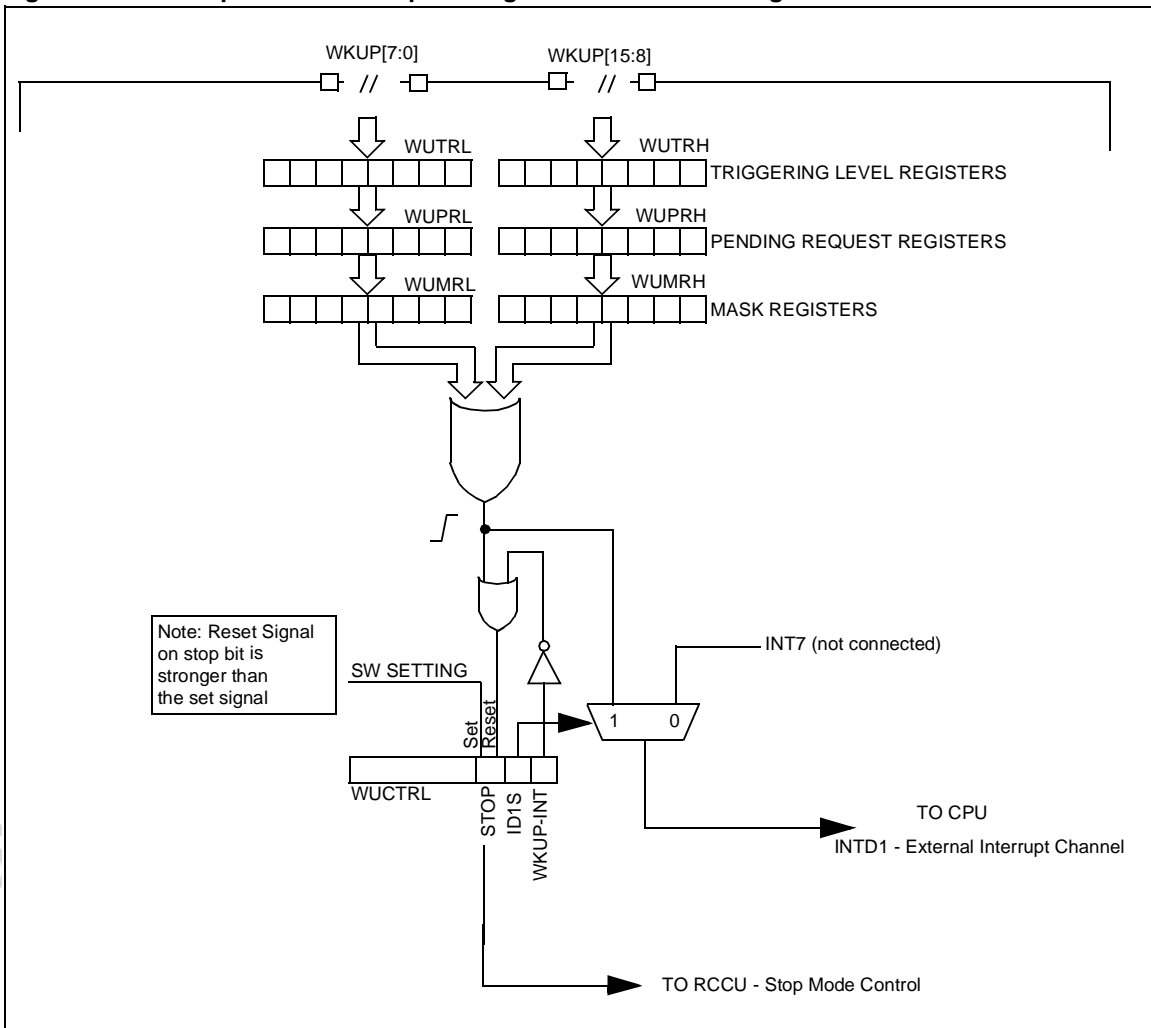 WKUP[7:0]
WKUP[15:8]
//
//
WUTRL
WUTRH
TRIGGERING LEVEL REGISTERS
WUPRL
WUPRH
PENDING REQUEST REGISTERS
WUMRL
WUMRH
MASK REGISTERS
Note: Reset Signal
on stop bit is
stronger than
the set signal
SW SETTING
INT7 (not connected)
Set
Reset
1
0
WUCTRL
STOP
ID1S
WKUP-INT
TO CPU
INTD1 - External Interrupt Channel
TO RCCU - Stop Mode Control